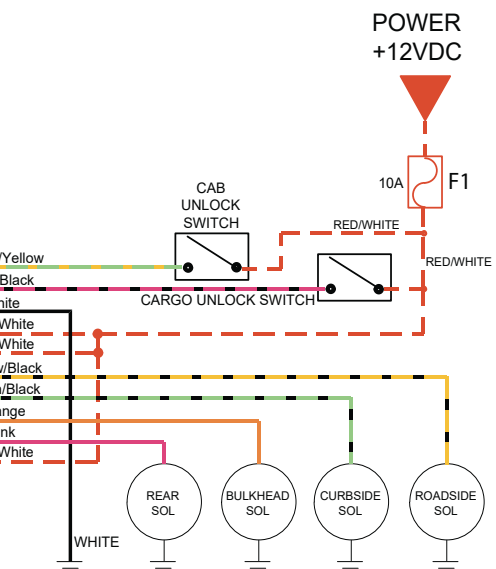 POWER
+12VDC
10A
F1
CAB
UNLOCK
SWITCH
RED/WHITE
RED/WHITE
/Yellow
Black
CARGO UNLOCK SWITCH
hite
White
White
w/Black
n/Black
ange
nk
White
REAR
SOL
BULKHEAD
SOL
CURBSIDE
SOL
ROADSIDE
SOL
WHITE